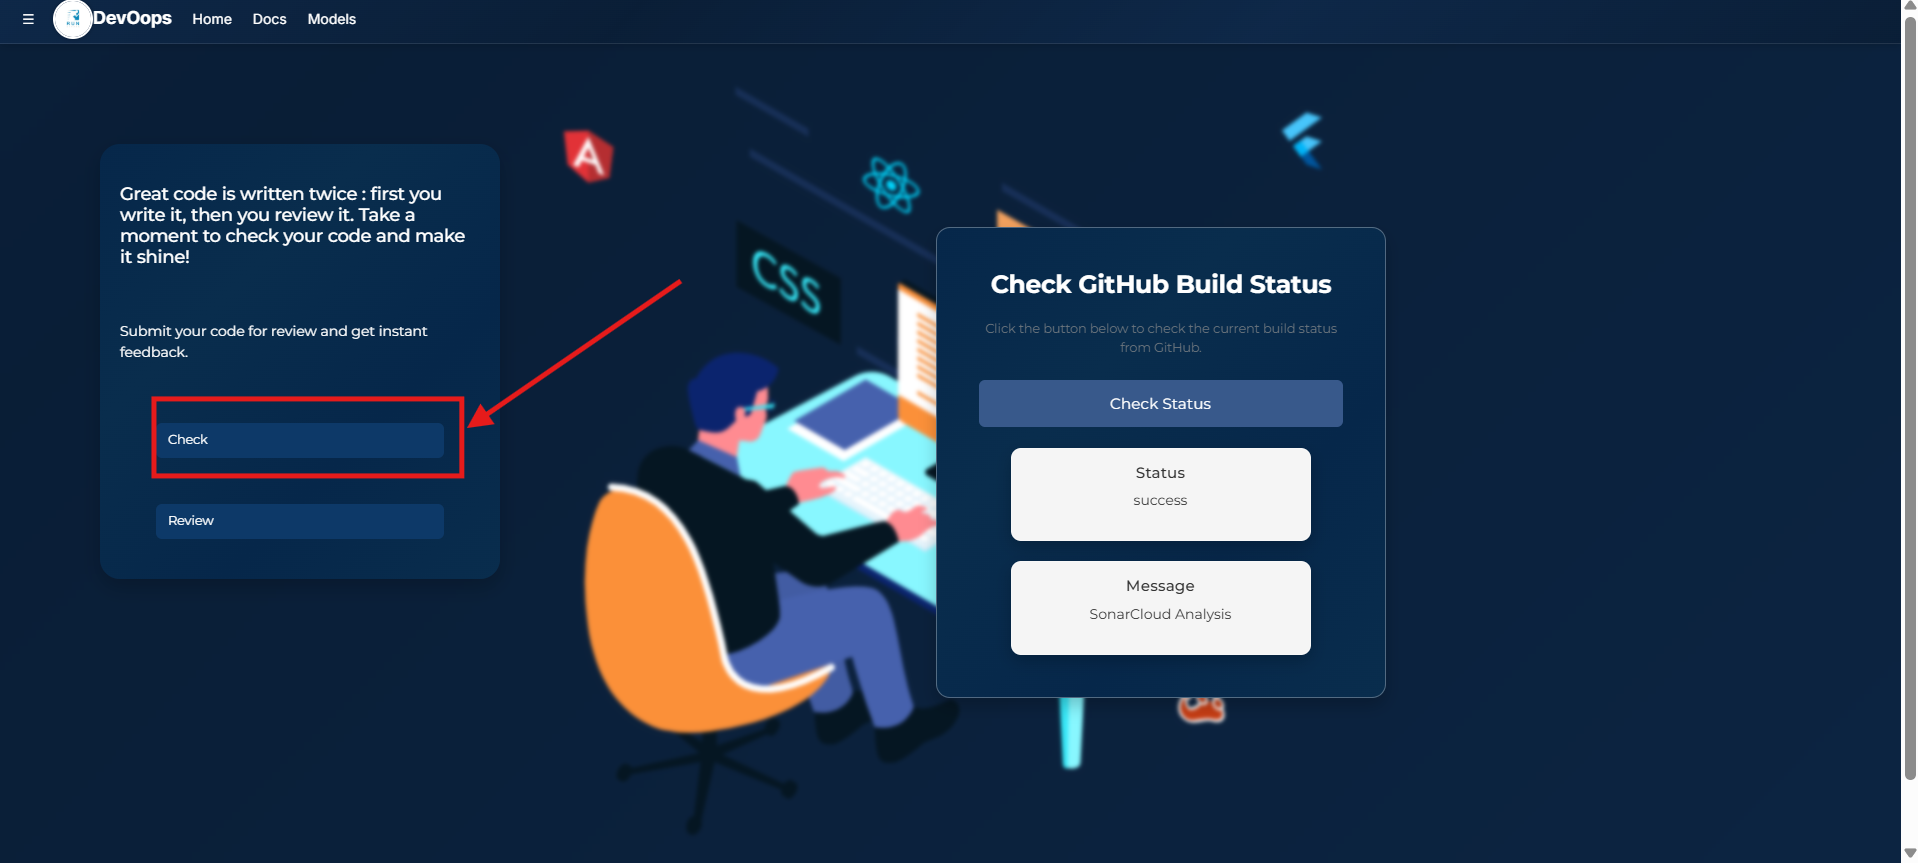 ☰ DevOops Home Docs Models
Great code is written twice : first you
write it, then you review it. Take a
moment to check your code and make
it shine!
Submit your code for review and get instant
feedback.
Check
Review
CSS
Check GitHub Build Status
Click the button below to check the current build status
from GitHub.
Check Status
Status
success
Message
SonarCloud Analysis